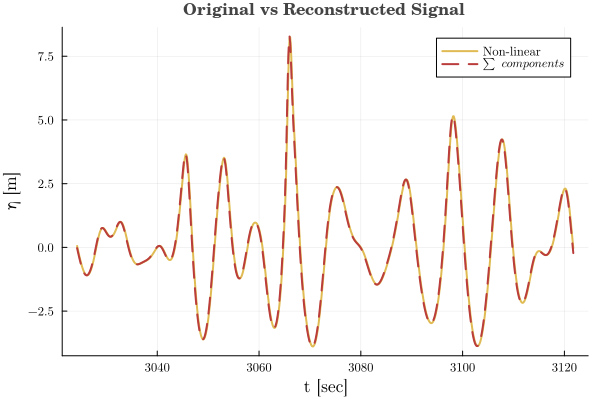 Original vs Reconstructed Signal
Non-linear
∑ components
η [m]
7.5
5.0
2.5
0.0
−2.5
3040 3060 3080 3100 3120
t [sec]